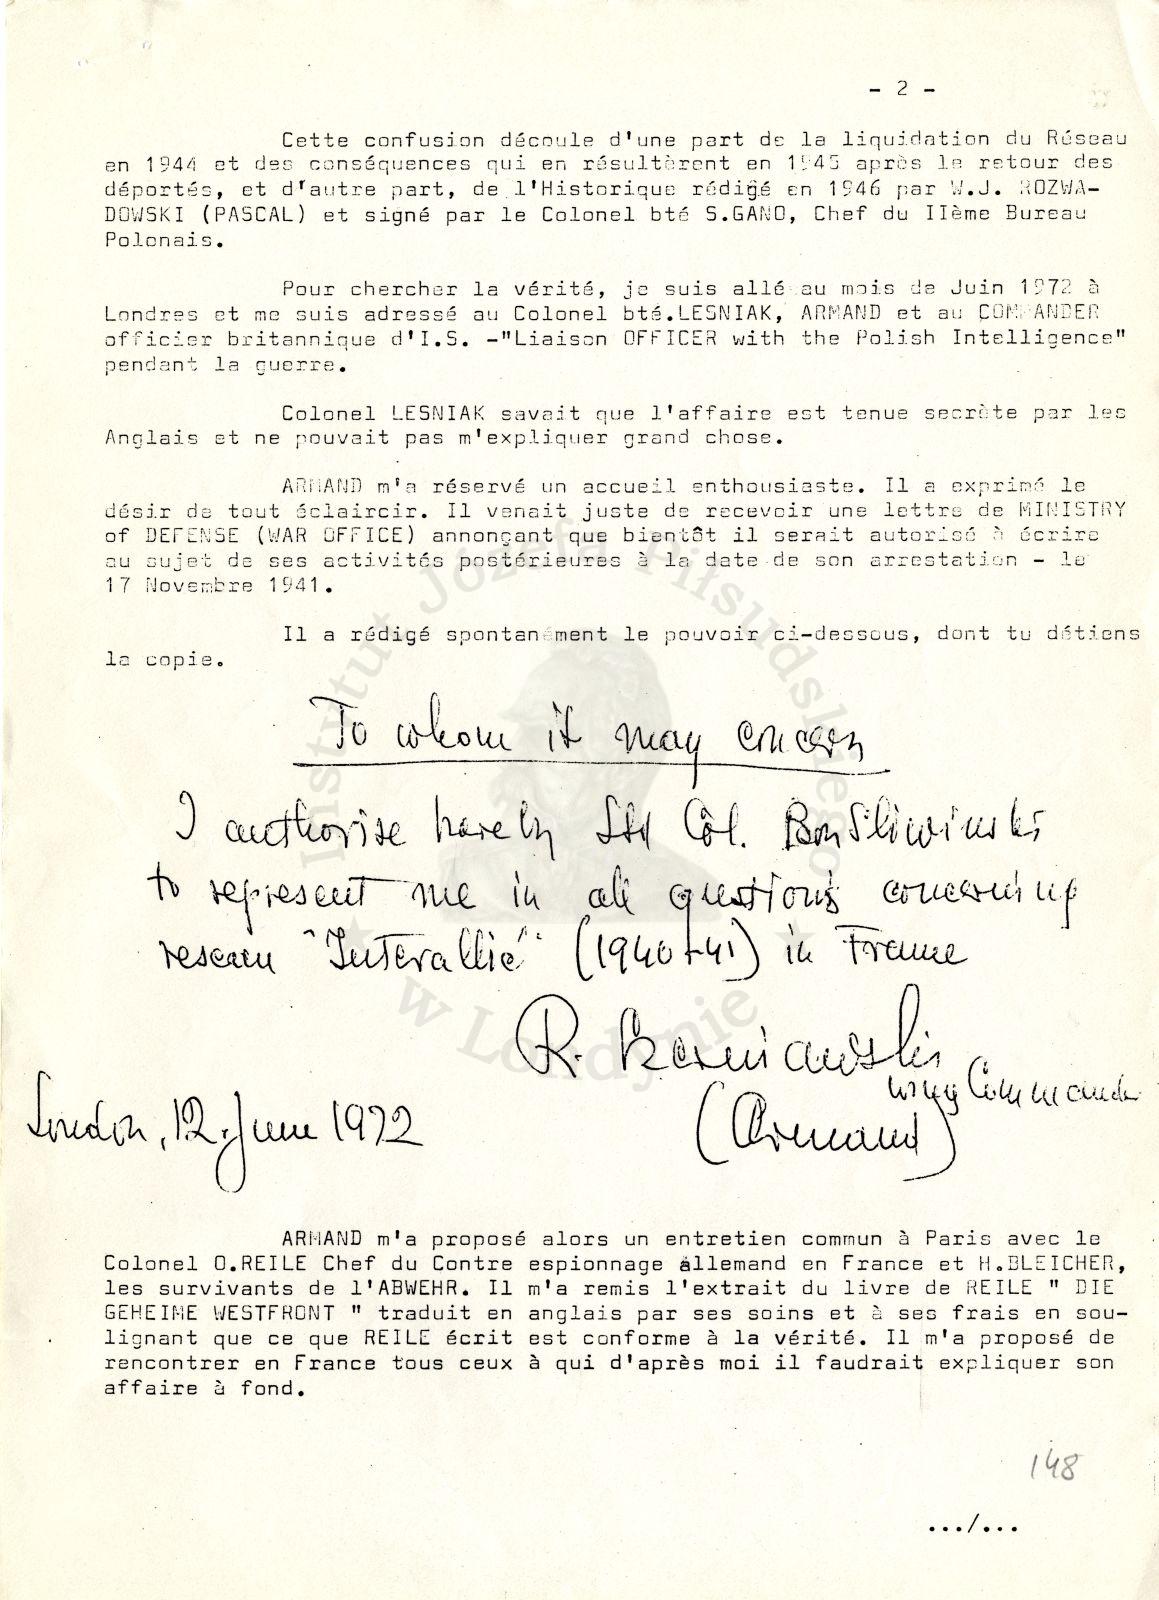 - 2 -
Cette confusion découle d'une part de la liquidation du Réseau
en 1944 et des conséquences qui en résultèrent en 1945 après le retour des
déportés, et d'autre part, de l'Historique rédigé en 1946 par W.J. ROZWA-
DOWSKI (PASCAL) et signé par le Colonel bté S.GANO, Chef du IIème Bureau
Polonais.
Pour chercher la vérité, je suis allé au mois de Juin 1972 à
Londres et me suis adressé au Colonel bté.LESNIAK, ARMAND et au COMMANDER
officier britannique d'I.S. -"Liaison OFFICER with the Polish Intelligence"
pendant la guerre.
Colonel LESNIAK savait que l'affaire est tenue secrète par les
Anglais et ne pouvait pas m'expliquer grand chose.
ARMAND m'a réservé un accueil enthousiaste. Il a exprimé le
désir de tout éclaircir. Il venait juste de recevoir une lettre de MINISTRY
of DEFENSE (WAR OFFICE) annonçant que bientôt il serait autorisé à écrire
au sujet de ses activités postérieures à la date de son arrestation - le
17 Novembre 1941.
Il a rédigé spontanément le pouvoir ci-dessous, dont tu détiens
la copie.
To whom it may concern
I authorise hereby Col. Bon Sliwinski
to represent me in all questions concerning
reseau "Interallié" (1940-41) in France
R. Czerniawski
Wing Commander
(Armand)
London, 12. June 1972
ARMAND m'a proposé alors un entretien commun à Paris avec le
Colonel O.REILE Chef du Contre espionnage allemand en France et H.BLEICHER,
les survivants de l'ABWEHR. Il m'a remis l'extrait du livre de REILE " DIE
GEHEIME WESTFRONT " traduit en anglais par ses soins et à ses frais en sou-
lignant que ce que REILE écrit est conforme à la vérité. Il m'a proposé de
rencontrer en France tous ceux à qui d'après moi il faudrait expliquer son
affaire à fond.
148
.../...
Instytut Józefa Piłsudskiego
w Londynie